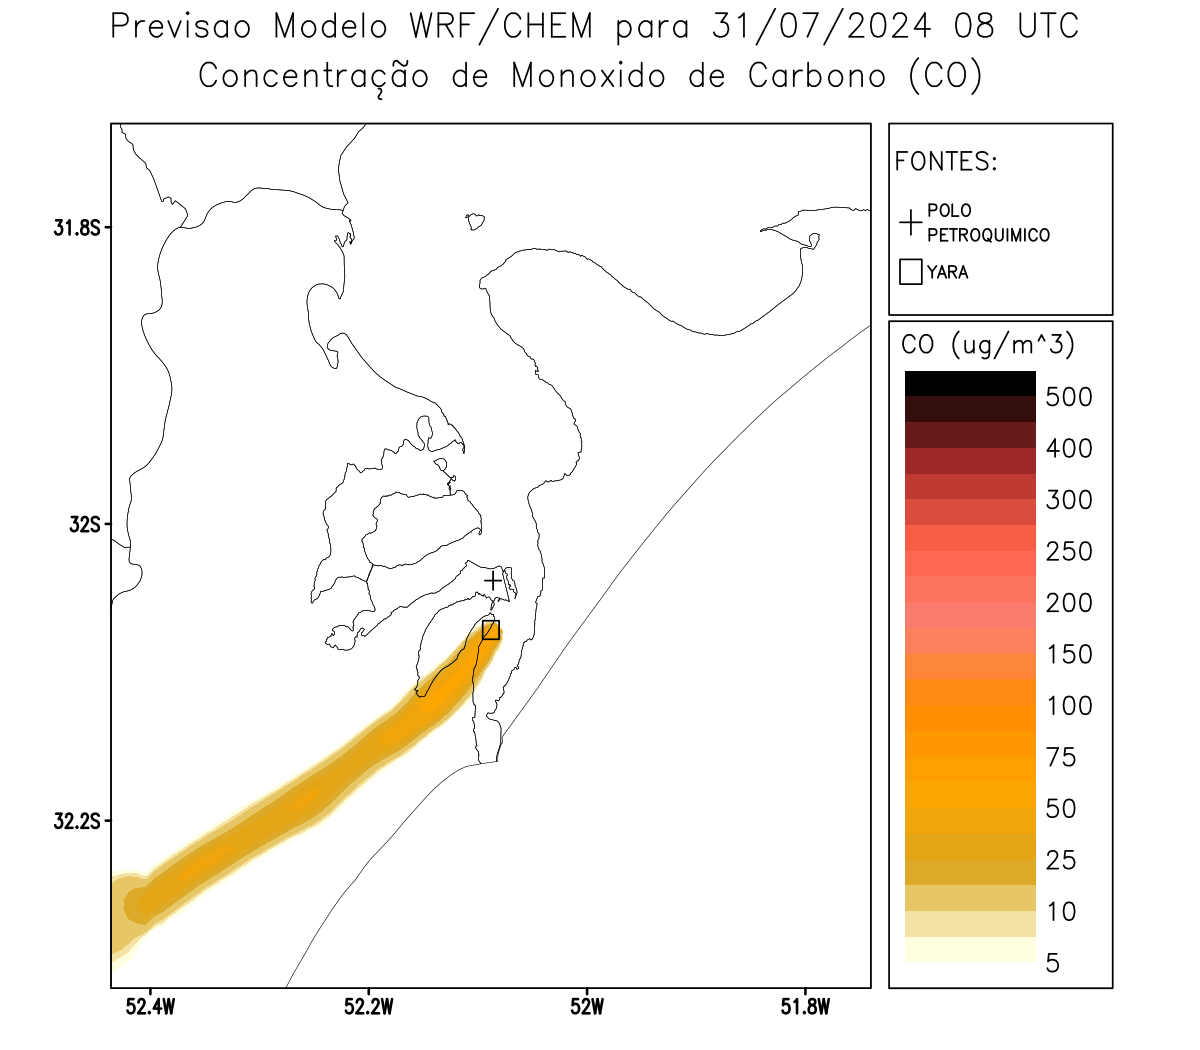 Previsao Modelo WRF/CHEM para 31/07/2024 08 UTC
Concentração de Monoxido de Carbono (CO)
FONTES:
POLO
PETROQUIMICO
YARA
CO (ug/m^3)
500
400
300
250
200
150
100
75
50
25
10
5
31.8S
32S
32.2S
52.4W
52.2W
52W
51.8W